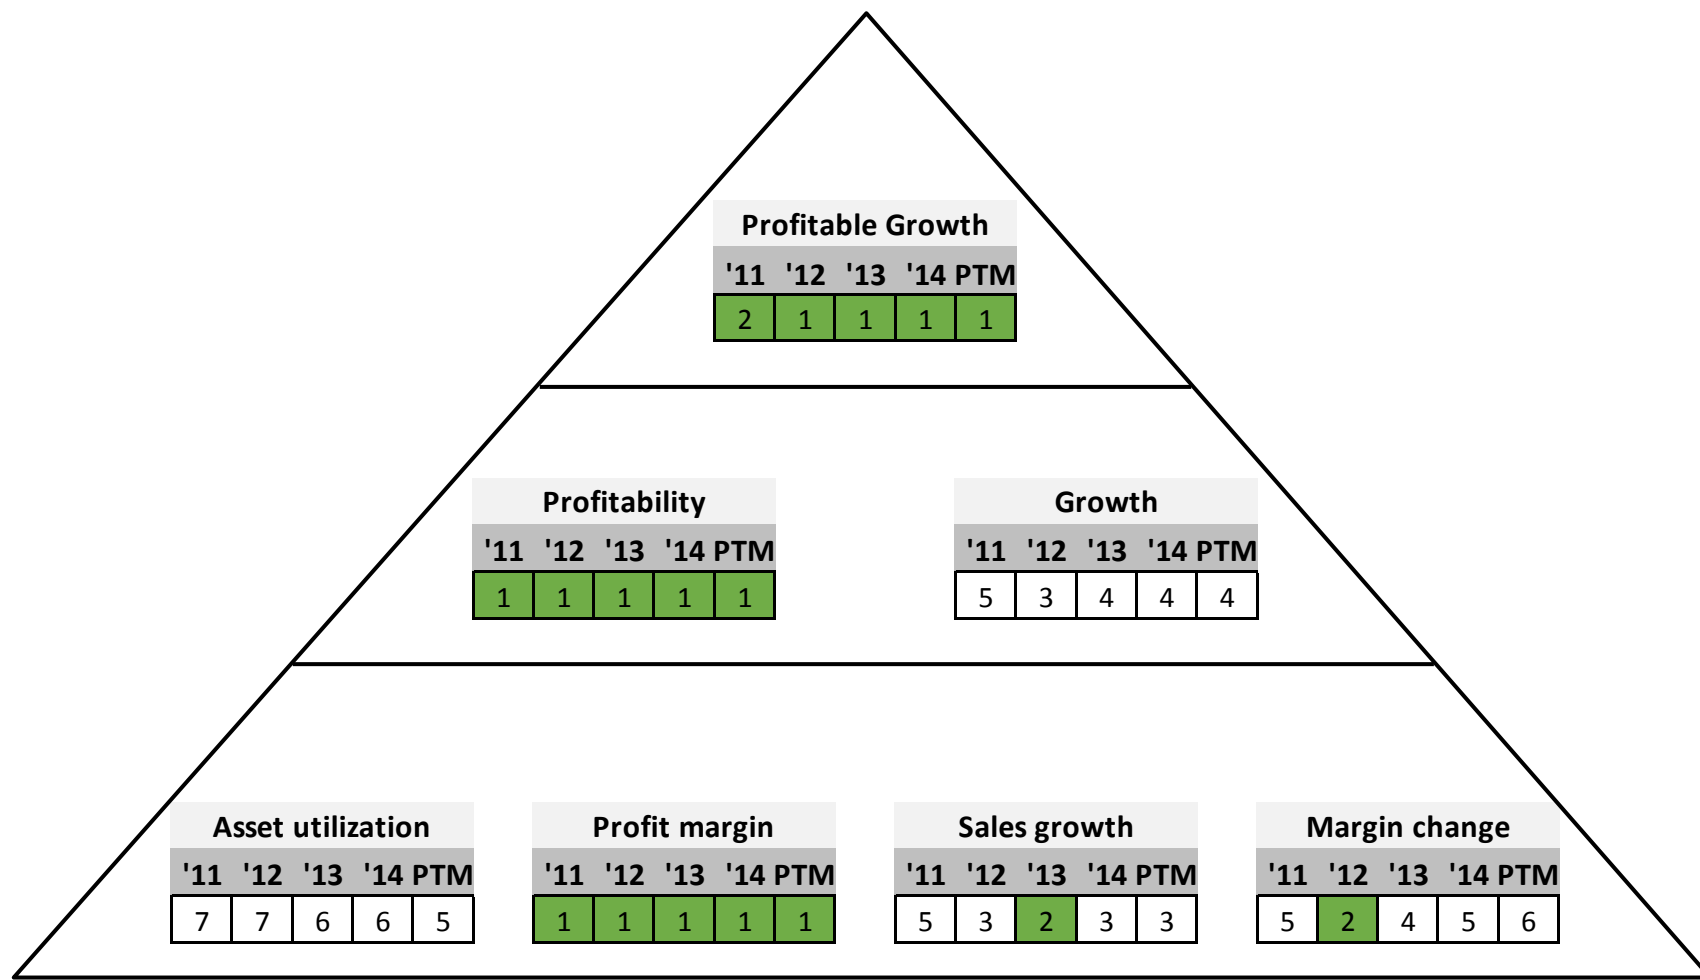 Profitable Growth
'11 '12 '13 '14 PTM
2 1 1 1 1
Profitability
'11 '12 '13 '14 PTM
1 1 1 1 1
Growth
'11 '12 '13 '14 PTM
5 3 4 4 4
Asset utilization
'11 '12 '13 '14 PTM
7 7 6 6 5
Profit margin
'11 '12 '13 '14 PTM
1 1 1 1 1
Sales growth
'11 '12 '13 '14 PTM
5 3 2 3 3
Margin change
'11 '12 '13 '14 PTM
5 2 4 5 6